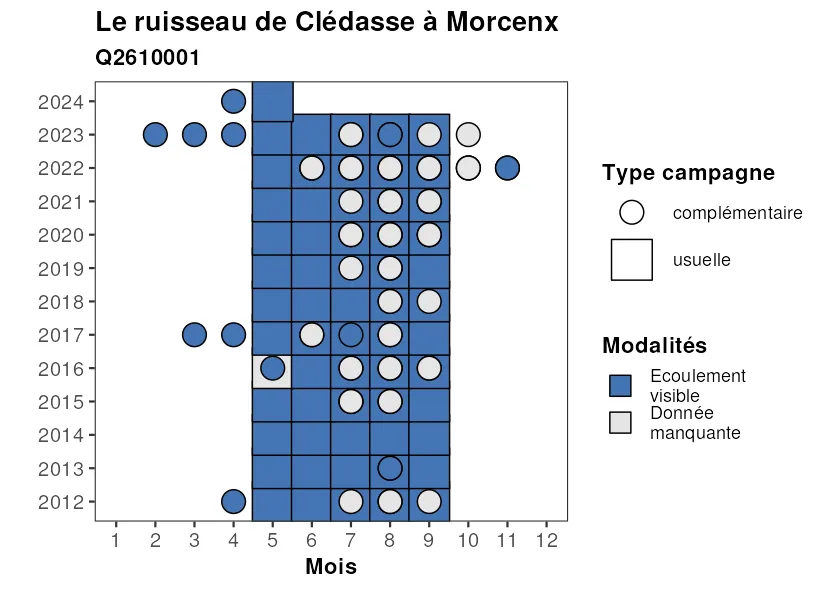 Le ruisseau de Clédasse à Morcenx
Q2610001
2024
2023
2022
2021
2020
2019
2018
2017
2016
2015
2014
2013
2012
1 2 3 4 5 6 7 8 9 10 11 12
Mois
Type campagne
complémentaire
usuelle
Modalités
Ecoulement
visible
Donnée
manquante